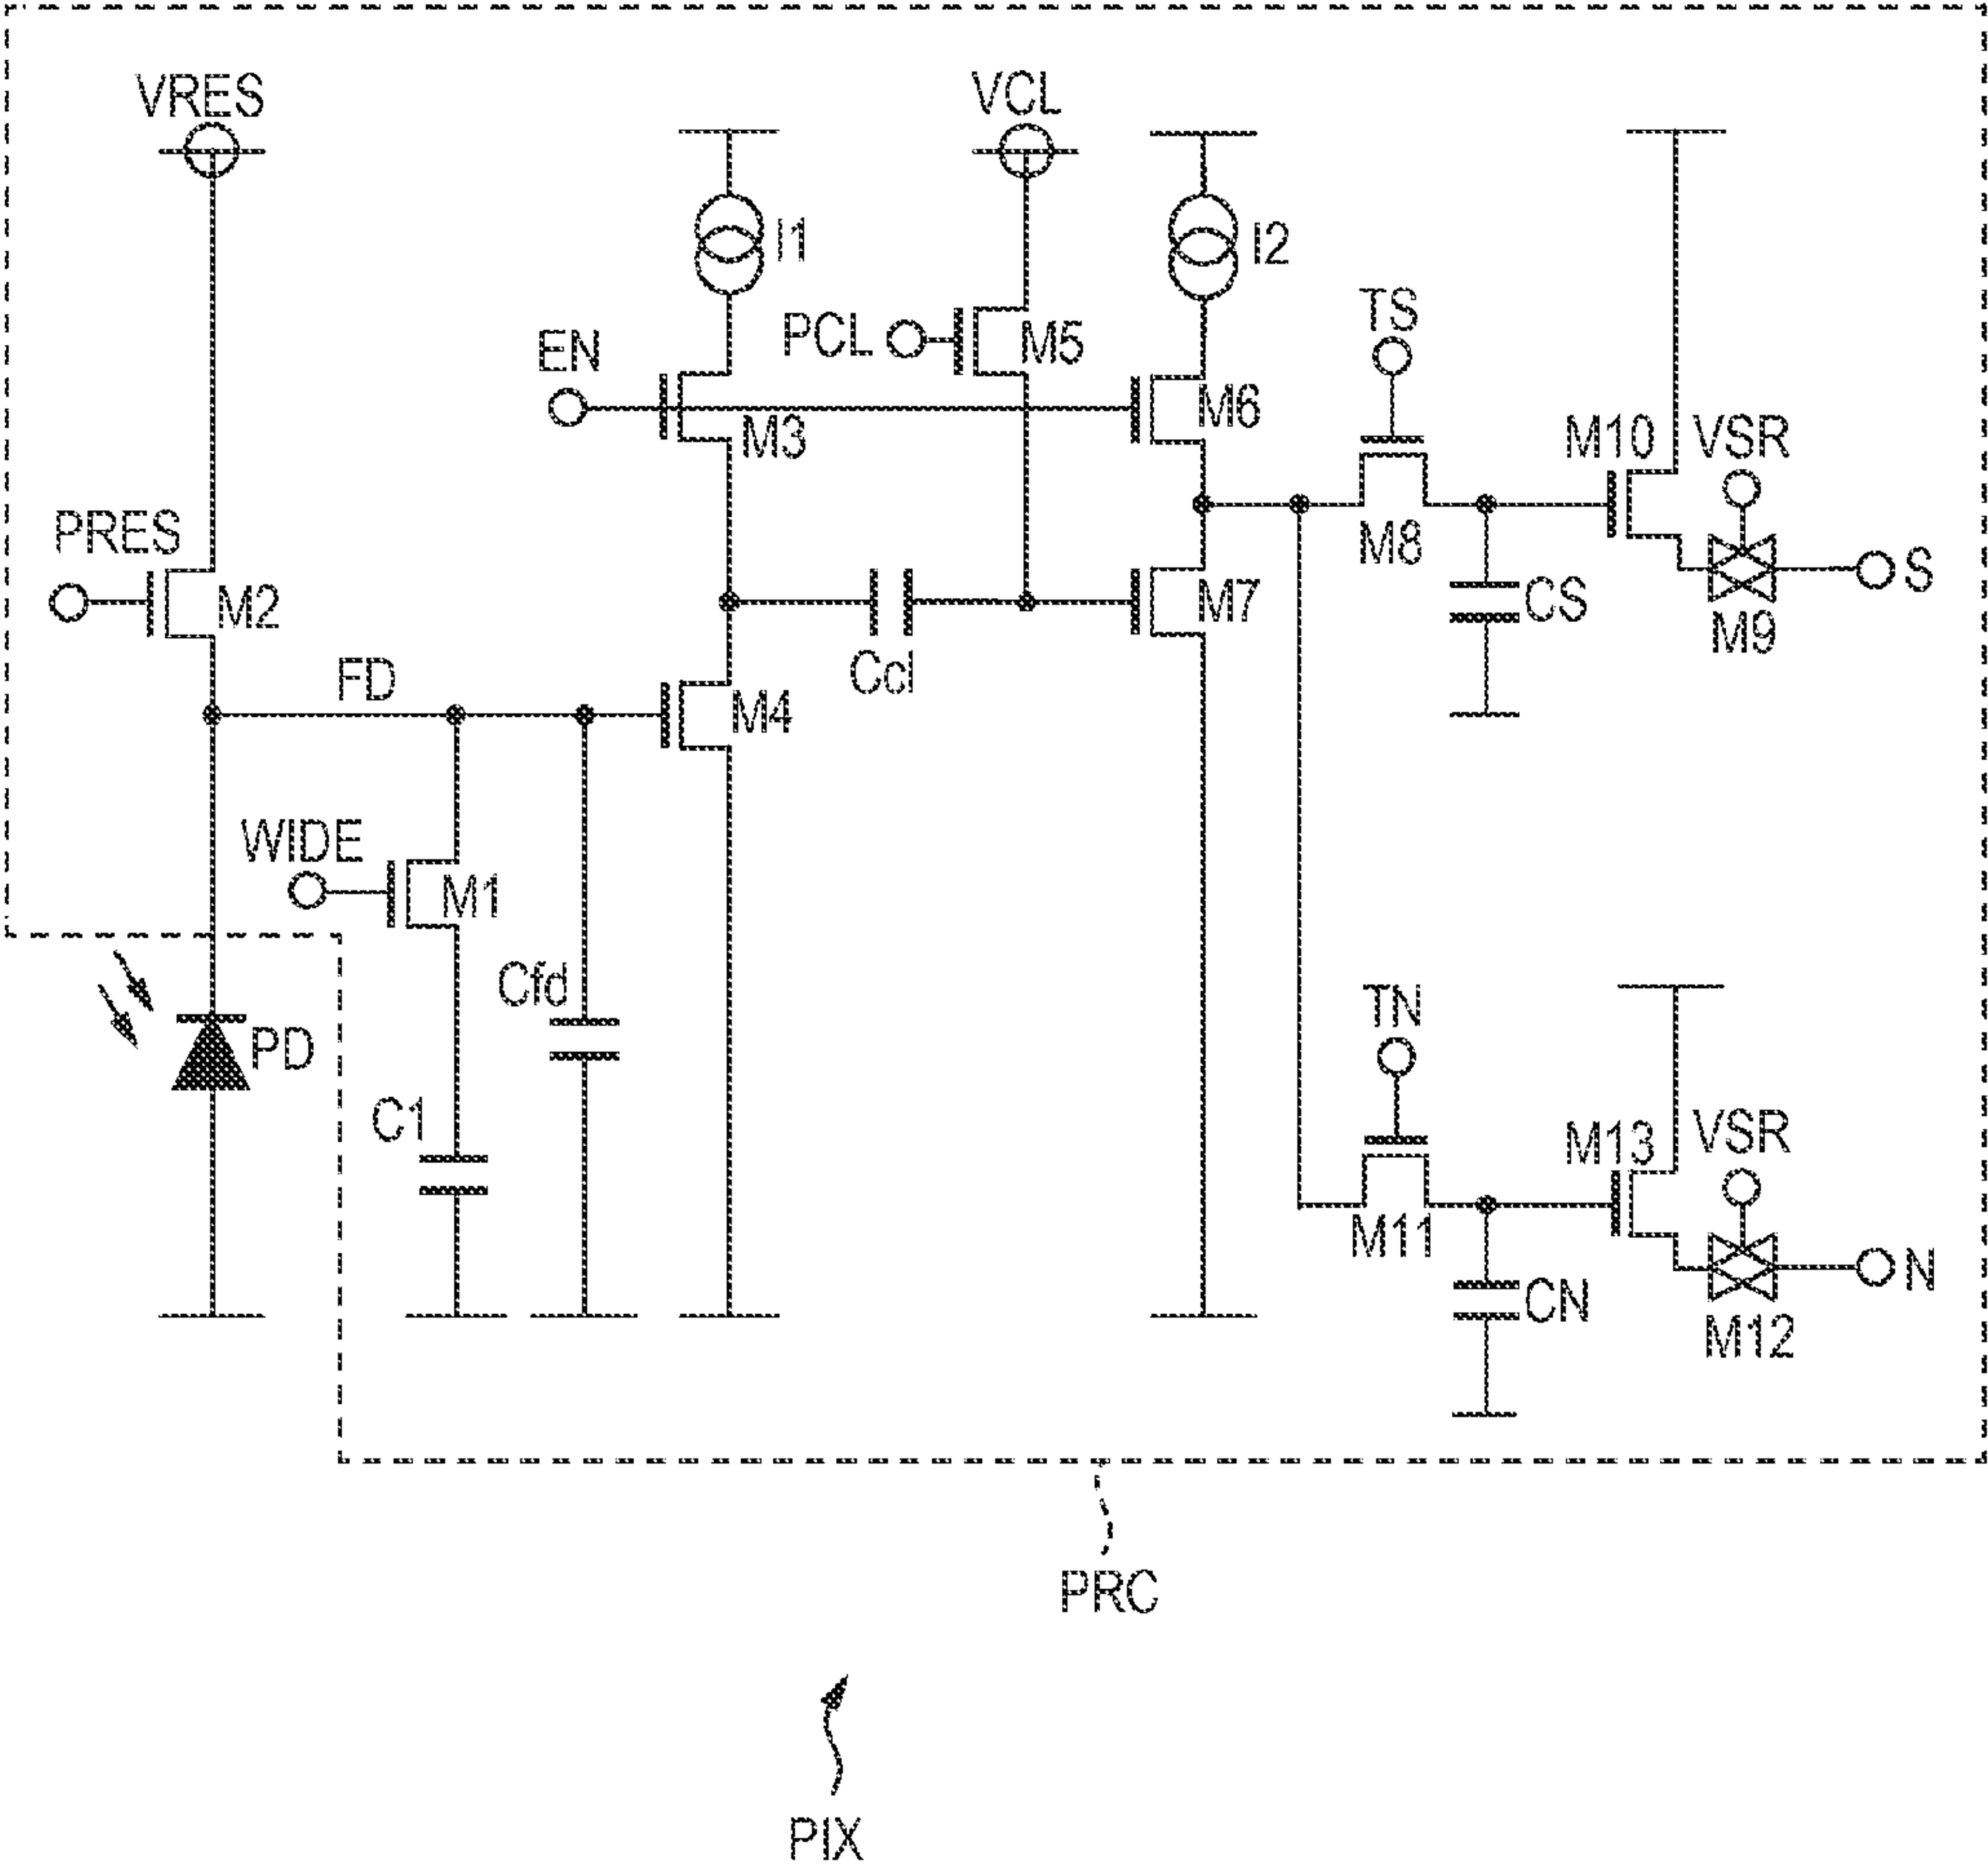 VRES
VCL
I1
I2
TS
EN
PCL
M5
M3
M6
M10
VSR
PRES
M2
M8
S
M7
CS
M9
Ccl
FD
M4
WIDE
M1
Cfd
PD
TN
C1
M13
VSR
M11
N
CN
M12
PRC
PIX